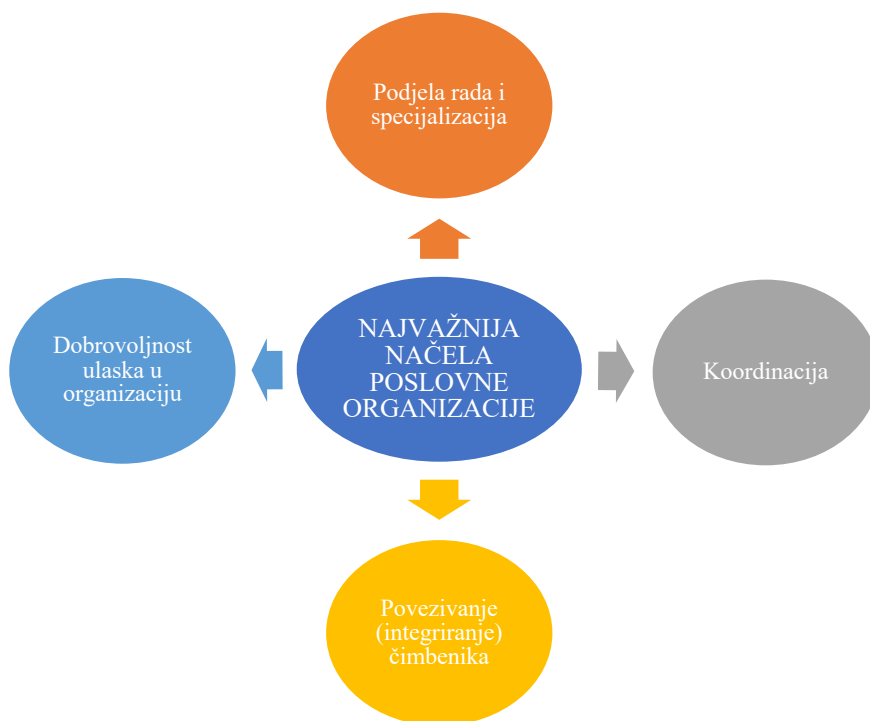 Podjela rada i
specijalizacija
Dobrovoljnost
ulaska u
organizaciju
NAJVAŽNIJA
NAČELA
POSLOVNE
ORGANIZACIJE
Koordinacija
Povezivanje
(integriranje)
čimbenika